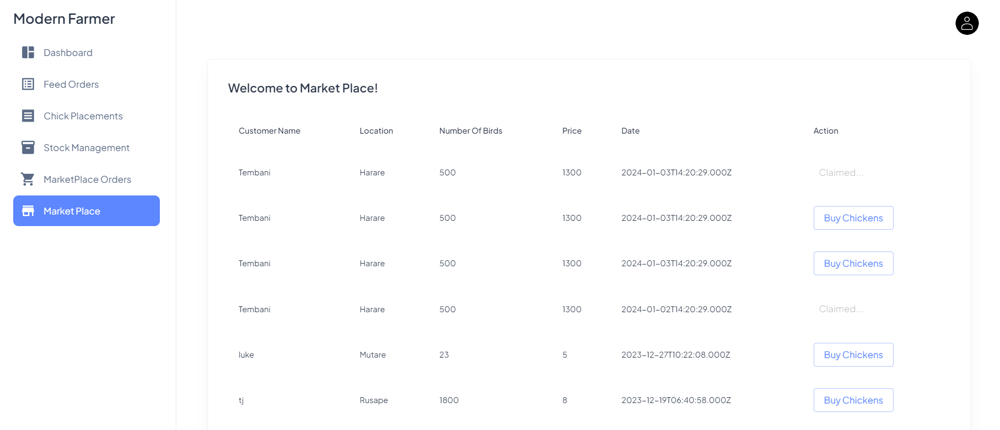 Modern Farmer
Dashboard
Feed Orders
Chick Placements
Stock Management
MarketPlace Orders
Market Place
Welcome to Market Place!
Customer Name Location Number Of Birds Price Date Action
Tembani Harare 500 1300 2024-01-03T14:20:29.000Z Claimed...
Tembani Harare 500 1300 2024-01-03T14:20:29.000Z Buy Chickens
Tembani Harare 500 1300 2024-01-03T14:20:29.000Z Buy Chickens
Tembani Harare 500 1300 2024-01-02T14:20:29.000Z Claimed...
luke Mutare 23 5 2023-12-27T10:22:08.000Z Buy Chickens
tj Rusape 1800 8 2023-12-19T06:40:58.000Z Buy Chickens